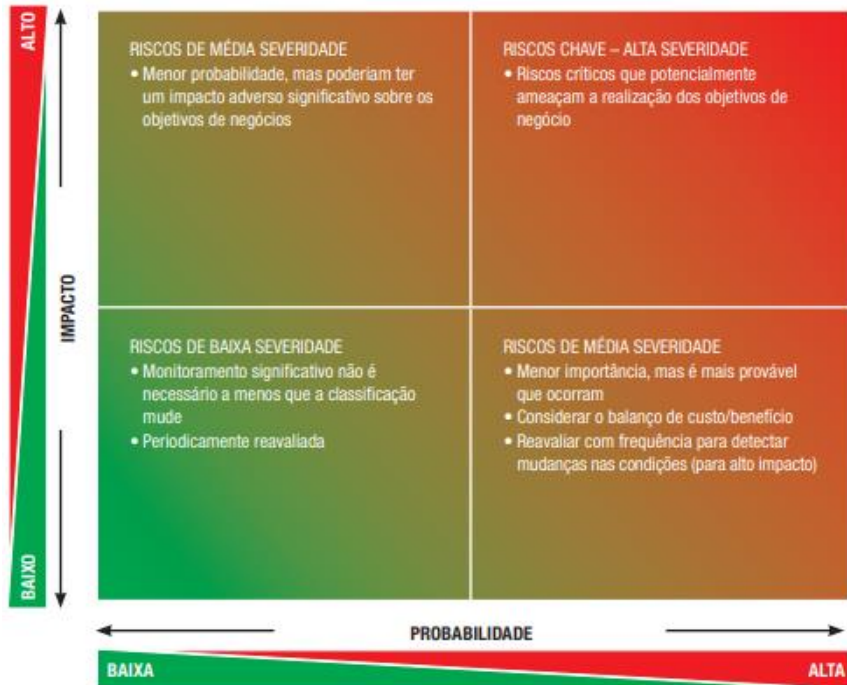 ALTO
IMPACTO
BAIXO
RISCOS DE MÉDIA SEVERIDADE
• Menor probabilidade, mas poderiam ter
um impacto adverso significativo sobre os
objetivos de negócios
RISCOS CHAVE – ALTA SEVERIDADE
• Riscos críticos que potencialmente
ameaçam a realização dos objetivos de
negócio
RISCOS DE BAIXA SEVERIDADE
• Monitoramento significativo não é
necessário a menos que a classificação
mude
• Periodicamente reavaliada
RISCOS DE MÉDIA SEVERIDADE
• Menor importância, mas é mais provável
que ocorram
• Considerar o balanço de custo/benefício
• Reavaliar com frequência para detectar
mudanças nas condições (para alto impacto)
PROBABILIDADE
BAIXA
ALTA